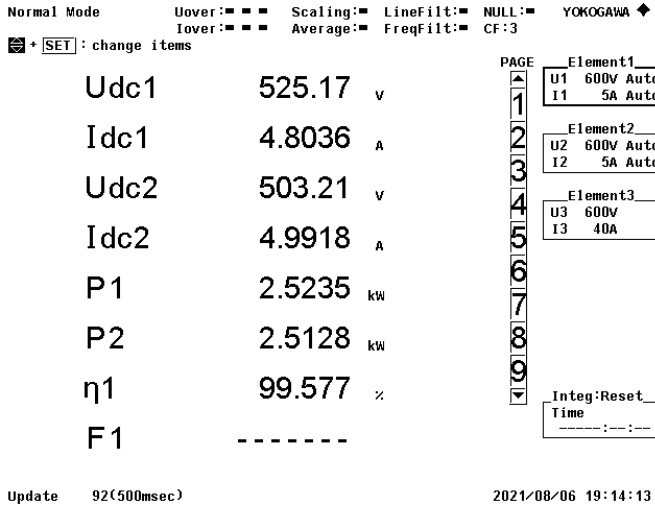 Normal Mode Uover:■ ■ ■ Scaling:■ LineFilt:■ NULL:■ YOKOGAWA ◆
Iover:■ ■ ■ Average:■ FreqFilt:■ CF:3
+ SET : change items
PAGE
Udc1 525.17 V
Idc1 4.8036 A
Udc2 503.21 V
Idc2 4.9918 A
P1 2.5235 kW
P2 2.5128 kW
η1 99.577 %
F1 -------
1
2
3
4
5
6
7
8
9
Element1
U1 600V Auto
I1 5A Auto
Element2
U2 600V Auto
I2 5A Auto
Element3
U3 600V
I3 40A
Integ:Reset
Time
-----:--:--
Update 92(500msec) 2021/08/06 19:14:13